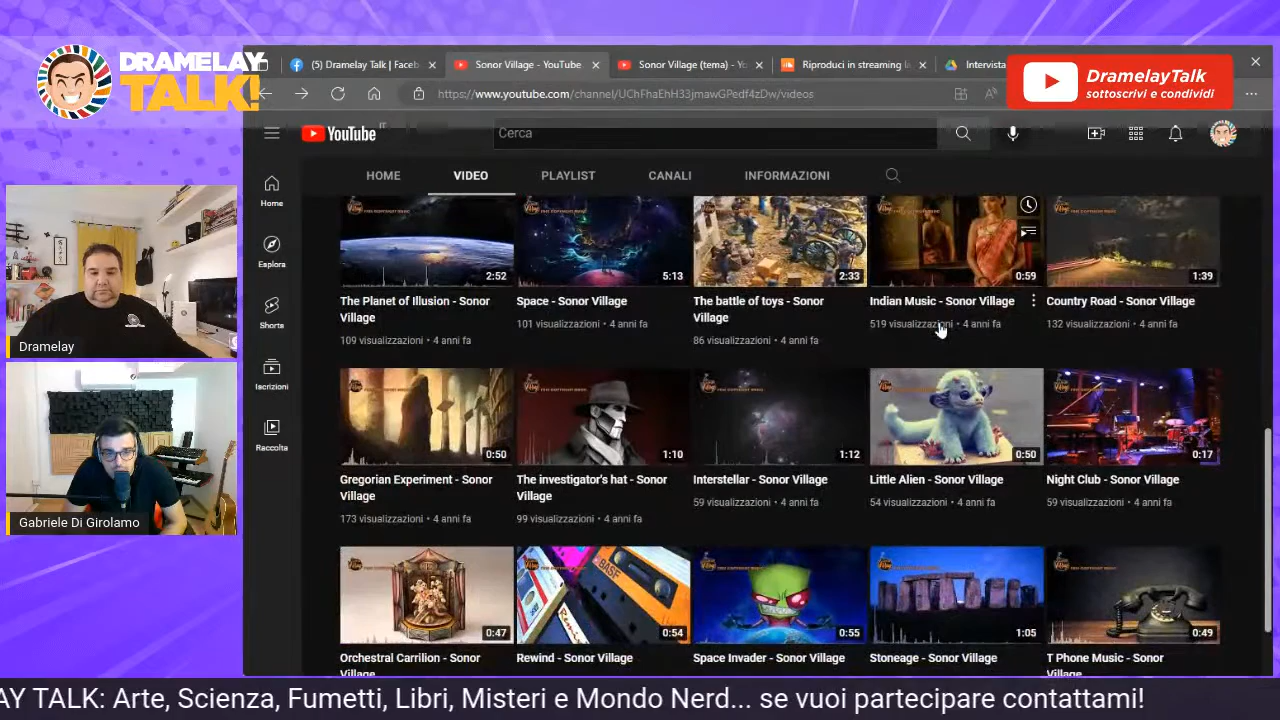 DRAMELAY
TALK!
(5) Dramelay Talk | Faceb
Sonor Village - YouTube
Sonor Village (tema) - Yo
Riproduci in streaming l
Intervista
https://www.youtube.com/channel/UChFhaEhH33jmawGPedf4zDw/videos
DramelayTalk
sottoscrivi e condividi
YouTube
IT
Cerca
HOME
VIDEO
PLAYLIST
CANALI
INFORMAZIONI
Home
Esplora
Shorts
Iscrizioni
Raccolta
2:52
5:13
2:33
0:59
1:39
The Planet of Illusion - Sonor
Village
109 visualizzazioni • 4 anni fa
Space - Sonor Village
101 visualizzazioni • 4 anni fa
The battle of toys - Sonor
Village
86 visualizzazioni • 4 anni fa
Indian Music - Sonor Village
519 visualizzazioni • 4 anni fa
Country Road - Sonor Village
132 visualizzazioni • 4 anni fa
0:50
1:10
1:12
0:50
0:17
Gregorian Experiment - Sonor
Village
173 visualizzazioni • 4 anni fa
The investigator's hat - Sonor
Village
99 visualizzazioni • 4 anni fa
Interstellar - Sonor Village
59 visualizzazioni • 4 anni fa
Little Alien - Sonor Village
54 visualizzazioni • 4 anni fa
Night Club - Sonor Village
59 visualizzazioni • 4 anni fa
BASF
0:47
0:54
0:55
1:05
0:49
Orchestral Carrilion - Sonor
Village
Rewind - Sonor Village
Space Invader - Sonor Village
Stoneage - Sonor Village
T Phone Music - Sonor
Village
Dramelay
Gabriele Di Girolamo
AY TALK: Arte, Scienza, Fumetti, Libri, Misteri e Mondo Nerd... se vuoi partecipare contattami!